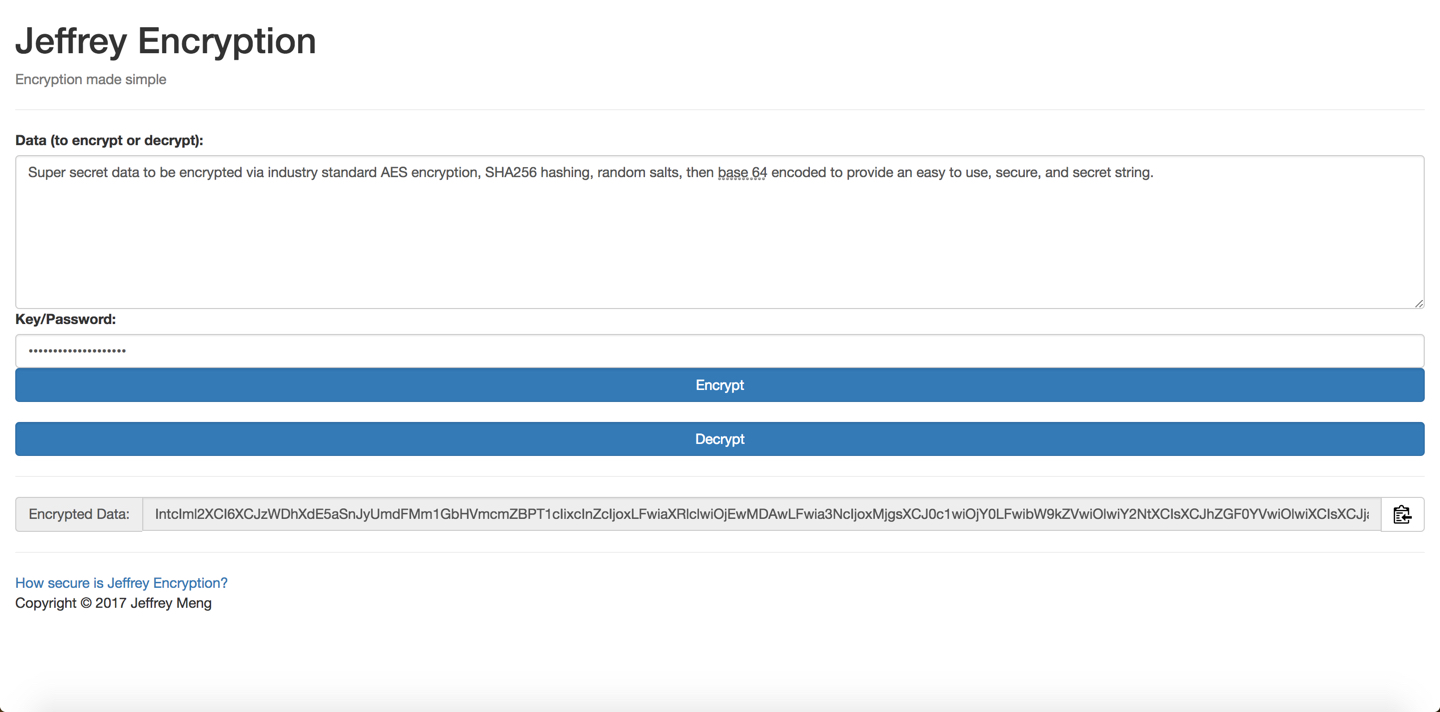 Jeffrey Encryption
Encryption made simple
Data (to encrypt or decrypt):
Super secret data to be encrypted via industry standard AES encryption, SHA256 hashing, random salts, then base 64 encoded to provide an easy to use, secure, and secret string.
Key/Password:
••••••••••••••••••••
Encrypt
Decrypt
Encrypted Data:
How secure is Jeffrey Encryption?
Copyright © 2017 Jeffrey Meng